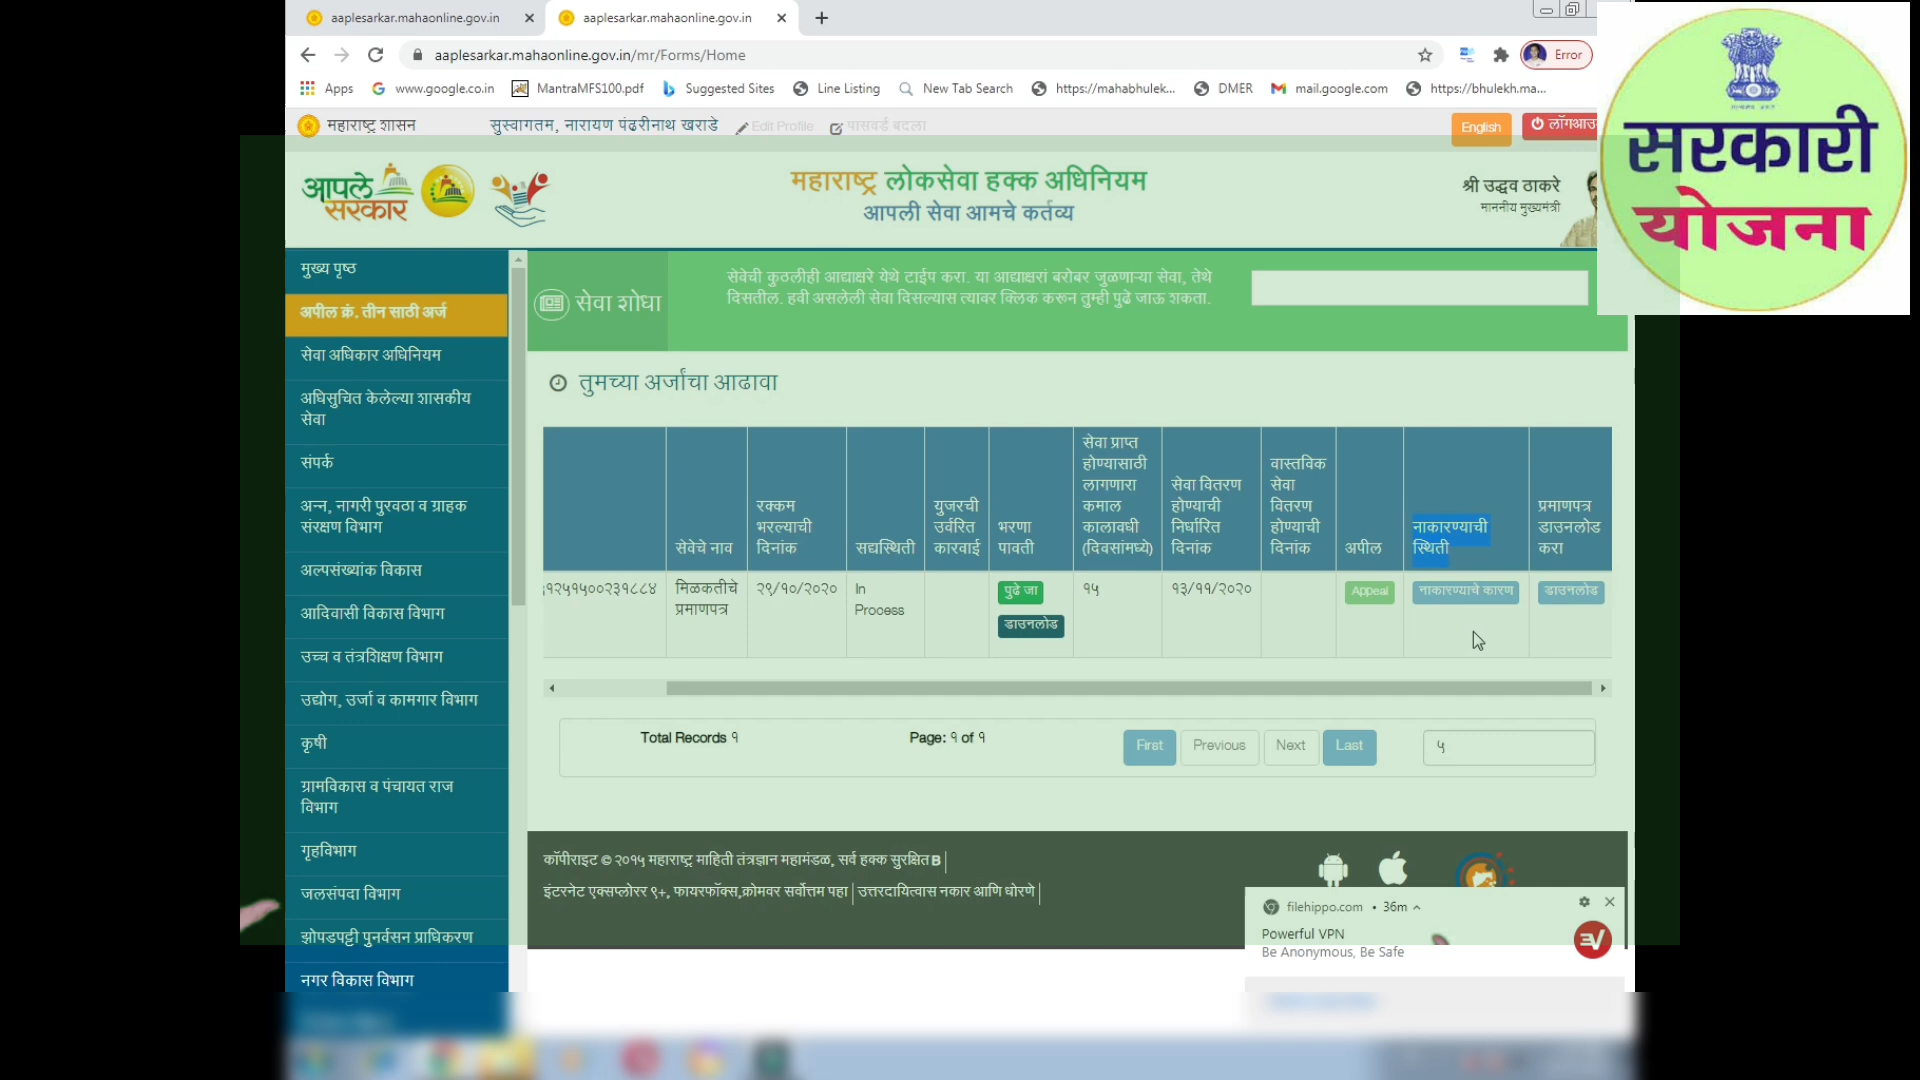 aaplesarkar.mahaonline.gov.in
aaplesarkar.mahaonline.gov.in
aaplesarkar.mahaonline.gov.in/mr/Forms/Home
Error
Apps
www.google.co.in
MantraMFS100.pdf
Suggested Sites
Line Listing
New Tab Search
https://mahabhulek...
DMER
mail.google.com
https://bhulekh.ma...
महाराष्ट्र शासन
सुस्वागतम, नारायण पंढरीनाथ खराडे
Edit Profile
पासवर्ड बदला
English
लॉगआउ
सरकारी
योजना
आपले
सरकार
महाराष्ट्र लोकसेवा हक्क अधिनियम
आपली सेवा आमचे कर्तव्य
श्री उद्धव ठाकरे
माननीय मुख्यमंत्री
मुख्य पृष्ठ
अपील क्रं. तीन साठी अर्ज
सेवा अधिकार अधिनियम
अधिसुचित केलेल्या शासकीय
सेवा
संपर्क
अन्न, नागरी पुरवठा व ग्राहक
संरक्षण विभाग
अल्पसंख्यांक विकास
आदिवासी विकास विभाग
उच्च व तंत्रशिक्षण विभाग
उद्योग, उर्जा व कामगार विभाग
कृषी
ग्रामविकास व पंचायत राज
विभाग
गृहविभाग
जलसंपदा विभाग
झोपडपट्टी पुनर्वसन प्राधिकरण
नगर विकास विभाग
सेवा शोधा
सेवेची कुठलीही आद्याक्षरे येथे टाईप करा. या आद्याक्षरां बरोबर जुळणाऱ्या सेवा, तेथे
दिसतील. हवी असलेली सेवा दिसल्यास त्यावर क्लिक करून तुम्ही पुढे जाऊ शकता.
तुमच्या अर्जांचा आढावा
सेवेचे नाव
रक्कम
भरल्याची
दिनांक
सद्यस्थिती
युजरची
उर्वरित
कारवाई
भरणा
पावती
सेवा प्राप्त
होण्यासाठी
लागणारा
कमाल
कालावधी
(दिवसांमध्ये)
सेवा वितरण
होण्याची
निर्धारित
दिनांक
वास्तविक
सेवा
वितरण
होण्याची
दिनांक
अपील
नाकारण्याची
स्थिती
प्रमाणपत्र
डाउनलोड
करा
१२५१५००२३१८८४
मिळकतीचे
प्रमाणपत्र
२९/१०/२०२०
In
Process
पुढे जा
डाउनलोड
१५
१३/११/२०२०
Appeal
नाकारण्याचे कारण
डाउनलोड
Total Records १
Page: १ of १
First
Previous
Next
Last
५
कॉपीराइट © २०१५ महाराष्ट्र माहिती तंत्रज्ञान महामंडळ, सर्व हक्क सुरक्षित B |
इंटरनेट एक्सप्लोरर ९+, फायरफॉक्स,क्रोमवर सर्वोत्तम पहा | उत्तरदायित्वास नकार आणि धोरणे |
filehippo.com • 36m
Powerful VPN
Be Anonymous, Be Safe